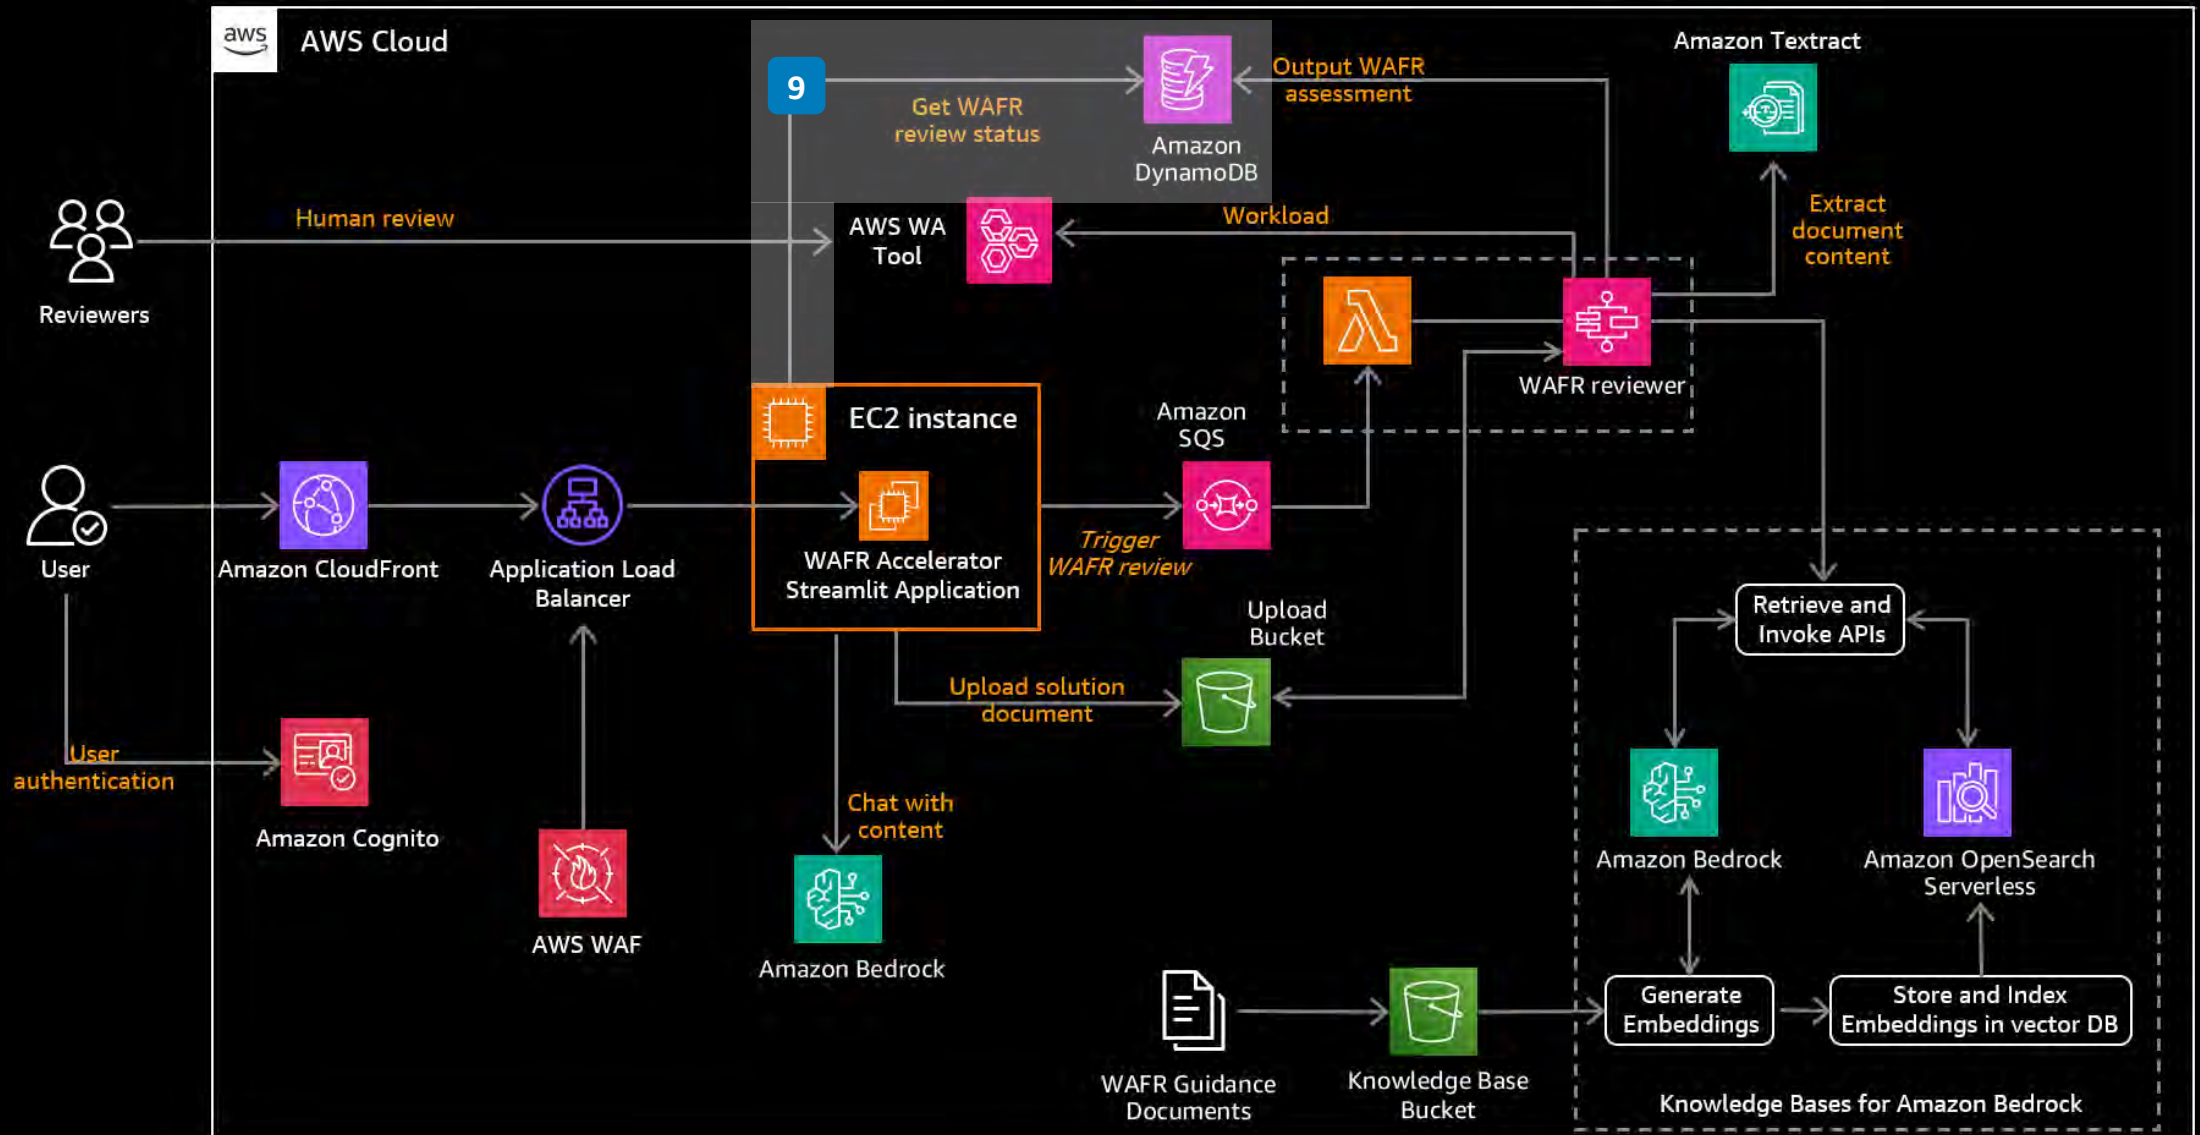 aws
AWS Cloud
9
Get WAFR
review status
Amazon
DynamoDB
Output WAFR
assessment
Amazon Textract
Human review
AWS WA
Tool
Workload
Extract
document
content
Reviewers
WAFR reviewer
EC2 instance
Amazon
SQS
WAFR Accelerator
Streamlit Application
Trigger
WAFR review
User
Amazon CloudFront
Application Load
Balancer
Upload
Bucket
Retrieve and
Invoke APIs
Upload solution
document
User
authentication
Amazon Cognito
Chat with
content
AWS WAF
Amazon Bedrock
Amazon Bedrock
Amazon OpenSearch
Serverless
Generate
Embeddings
Store and Index
Embeddings in vector DB
WAFR Guidance
Documents
Knowledge Base
Bucket
Knowledge Bases for Amazon Bedrock